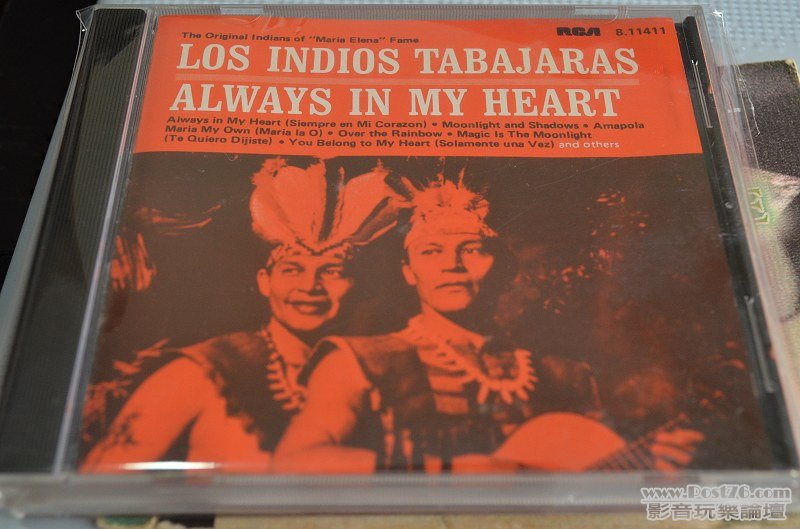 The Original Indians of "Maria Elena" Fame
RCA 8.11411
LOS INDIOS TABAJARAS
ALWAYS IN MY HEART
Always in My Heart (Siempre en Mi Corazon) • Moonlight and Shadows • Amapola
Maria My Own (Maria la O) • Over the Rainbow • Magic Is The Moonlight
(Te Quiero Dijiste) • You Belong to My Heart (Solamente una Vez) and others
www.Post76.com
影音玩樂論壇